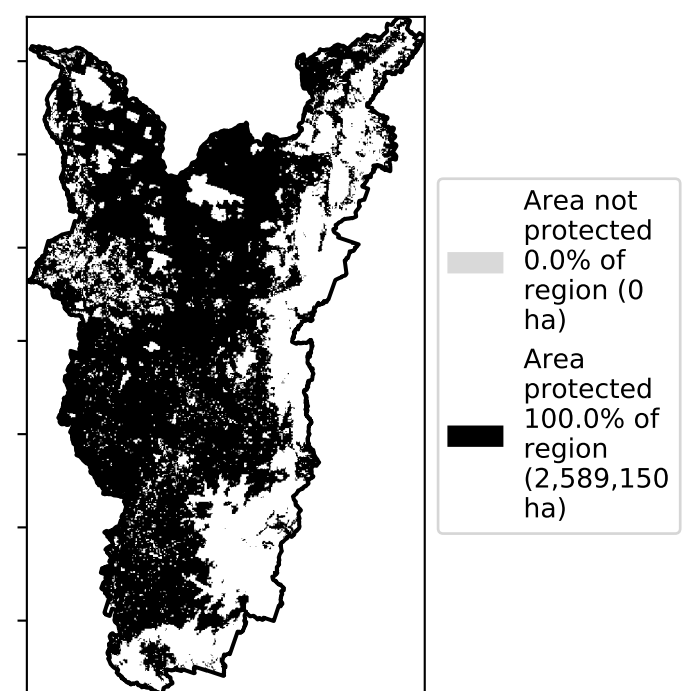 Area not
protected
0.0% of
region (0
ha)
Area
protected
100.0% of
region
(2,589,150
ha)